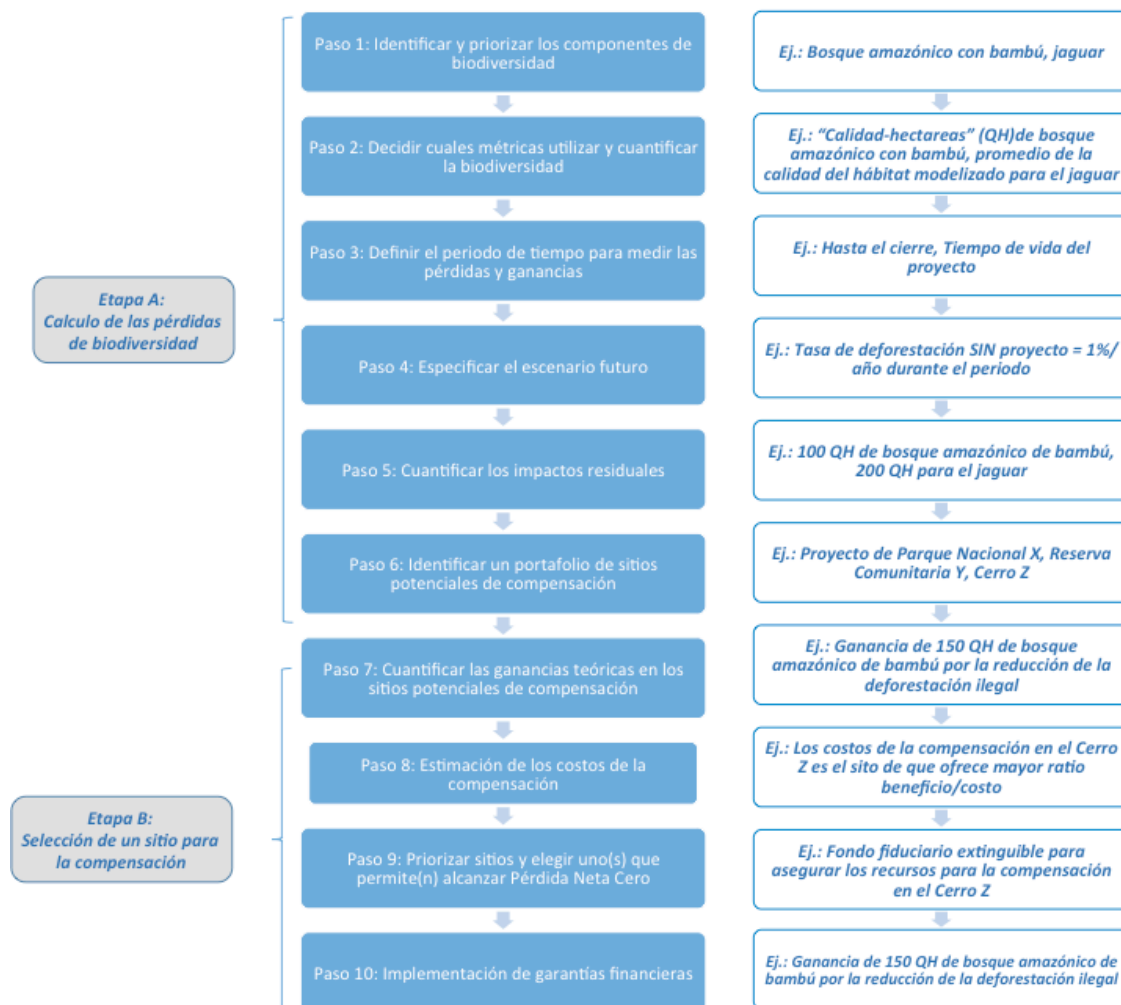 Paso 1: Identificar y priorizar los componentes de
biodiversidad
Ej.: Bosque amazónico con bambú, jaguar
Paso 2: Decidir cuales métricas utilizar y cuantificar
la biodiversidad
Ej.: “Calidad-hectareas” (QH)de bosque
amazónico con bambú, promedio de la
calidad del hábitat modelizado para el jaguar
Paso 3: Definir el periodo de tiempo para medir las
pérdidas y ganancias
Ej.: Hasta el cierre, Tiempo de vida del
proyecto
Etapa A:
Calculo de las pérdidas
de biodiversidad
Paso 4: Especificar el escenario futuro
Ej.: Tasa de deforestación SIN proyecto = 1%/
año durante el periodo
Paso 5: Cuantificar los impactos residuales
Ej.: 100 QH de bosque amazónico de bambú,
200 QH para el jaguar
Paso 6: Identificar un portafolio de sitios
potenciales de compensación
Ej.: Proyecto de Parque Nacional X, Reserva
Comunitaria Y, Cerro Z
Paso 7: Cuantificar las ganancias teóricas en los
sitios potenciales de compensación
Ej.: Ganancia de 150 QH de bosque
amazónico de bambú por la reducción de la
deforestación ilegal
Paso 8: Estimación de los costos de la
compensación
Ej.: Los costos de la compensación en el Cerro
Z es el sito de que ofrece mayor ratio
beneficio/costo
Etapa B:
Selección de un sitio para
la compensación
Paso 9: Priorizar sitios y elegir uno(s) que
permite(n) alcanzar Pérdida Neta Cero
Ej.: Fondo fiduciario extinguible para
asegurar los recursos para la compensación
en el Cerro Z
Paso 10: Implementación de garantías financieras
Ej.: Ganancia de 150 QH de bosque amazónico de
bambú por la reducción de la deforestación ilegal